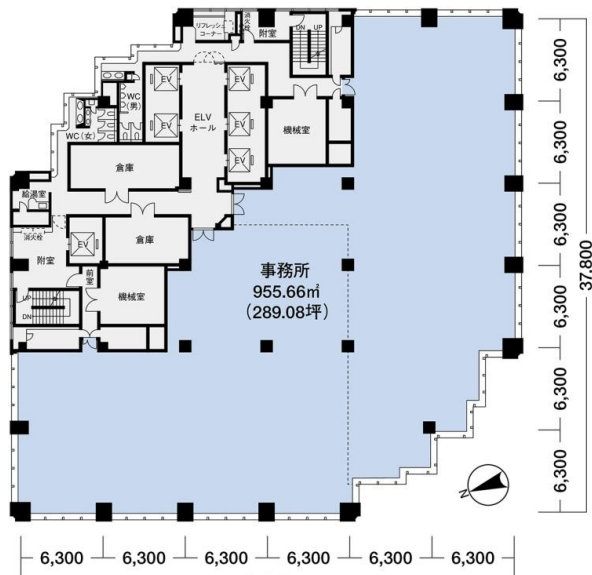 リフレッシュ
コーナー
消火栓
附室
DN
UP
EV
EV
WC
(男)
EV
EV
EV
ELV
ホール
機械室
WC(女)
倉庫
給湯室
消火栓
倉庫
EV
附室
前室
機械室
UP
DN
事務所
955.66㎡
(289.08坪)
N
6,300
6,300
6,300
6,300
6,300
6,300
37.800
6,300
6,300
6,300
6,300
6,300
6,300